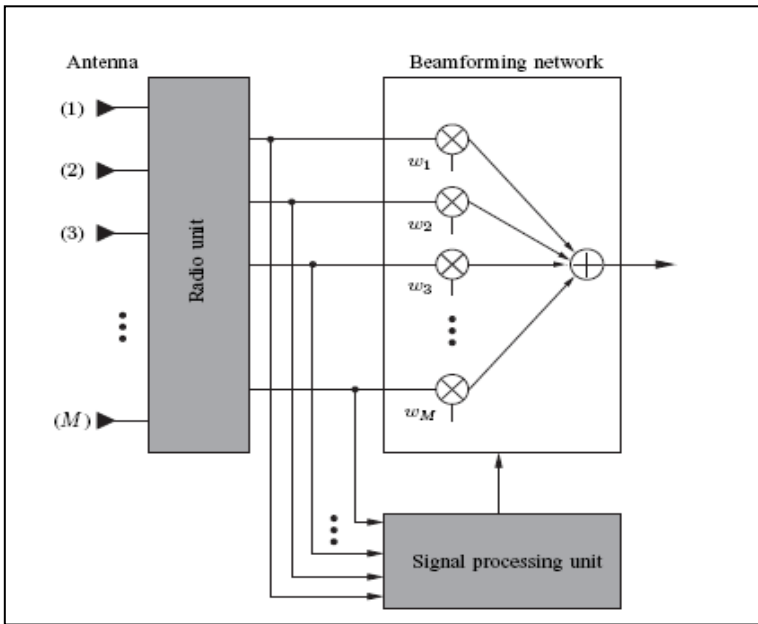 Antenna
Beamforming network
(1)
(2)
(3)
(M)
Radio unit
w1
w2
w3
wM
Signal processing unit